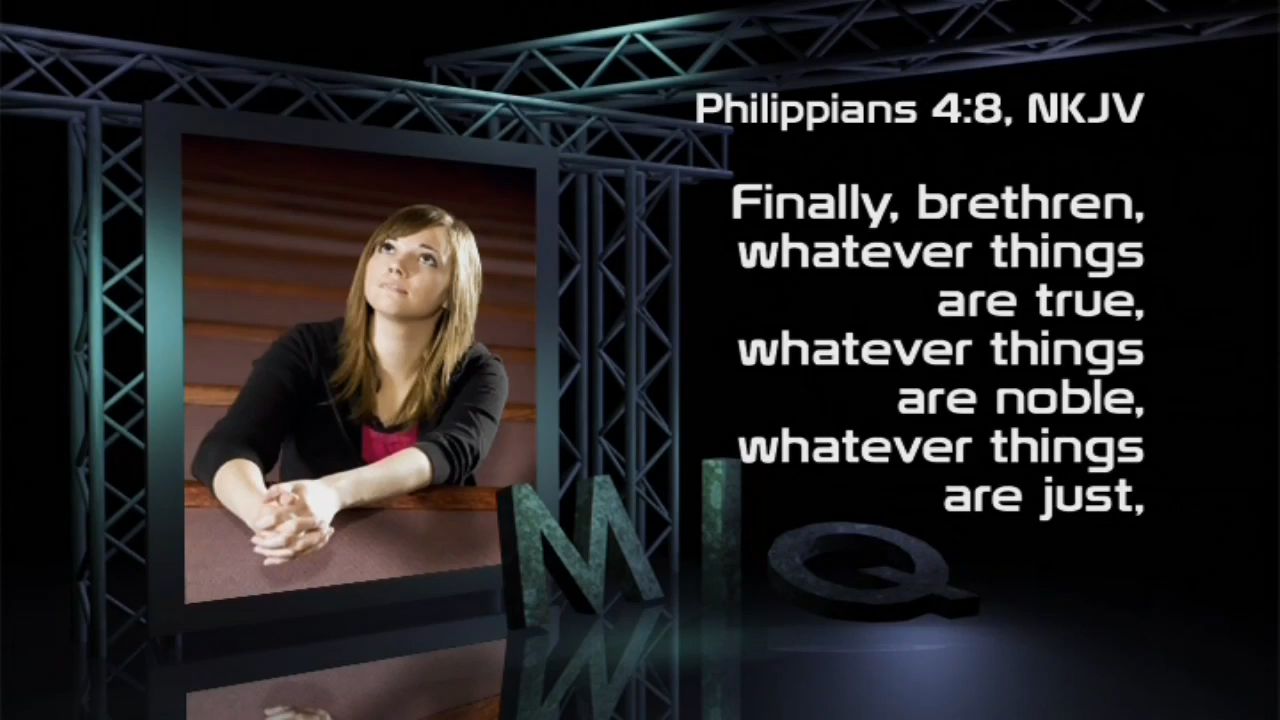 Philippians 4:8, NKJV
Finally, brethren,
whatever things
are true,
whatever things
are noble,
whatever things
are just,
MIQ